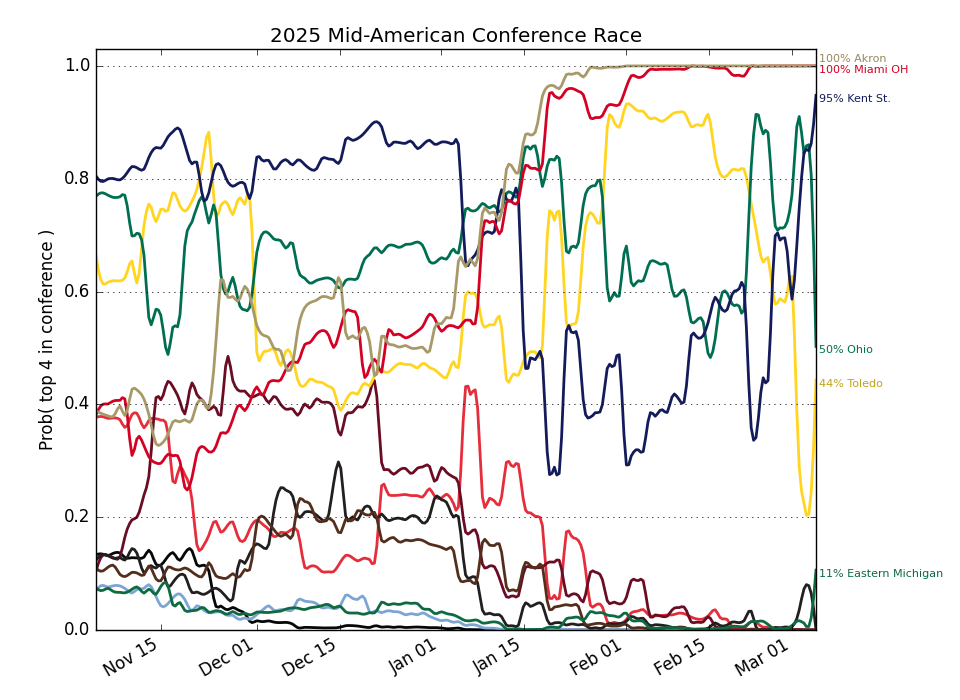 2025 Mid-American Conference Race
Prob( top 4 in conference )
1.0
0.8
0.6
0.4
0.2
0.0
Nov 15
Dec 01
Dec 15
Jan 01
Jan 15
Feb 01
Feb 15
Mar 01
100% Akron
100% Miami OH
95% Kent St.
50% Ohio
44% Toledo
11% Eastern Michigan